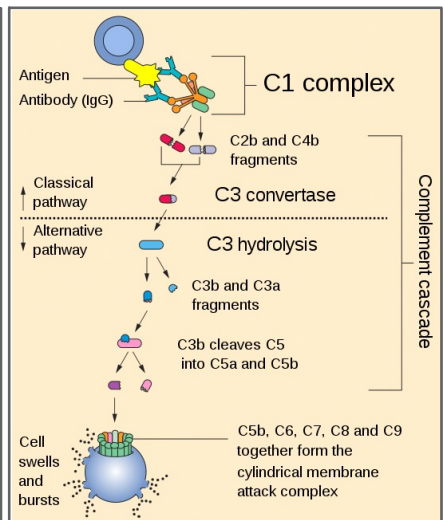 Antigen
Antibody (IgG)
C1 complex
C2b and C4b
fragments
Classical
pathway
C3 convertase
Alternative
pathway
C3 hydrolysis
C3b and C3a
fragments
C3b cleaves C5
into C5a and C5b
Complement cascade
Cell
swells
and
bursts
C5b, C6, C7, C8 and C9
together form the
cylindrical membrane
attack complex